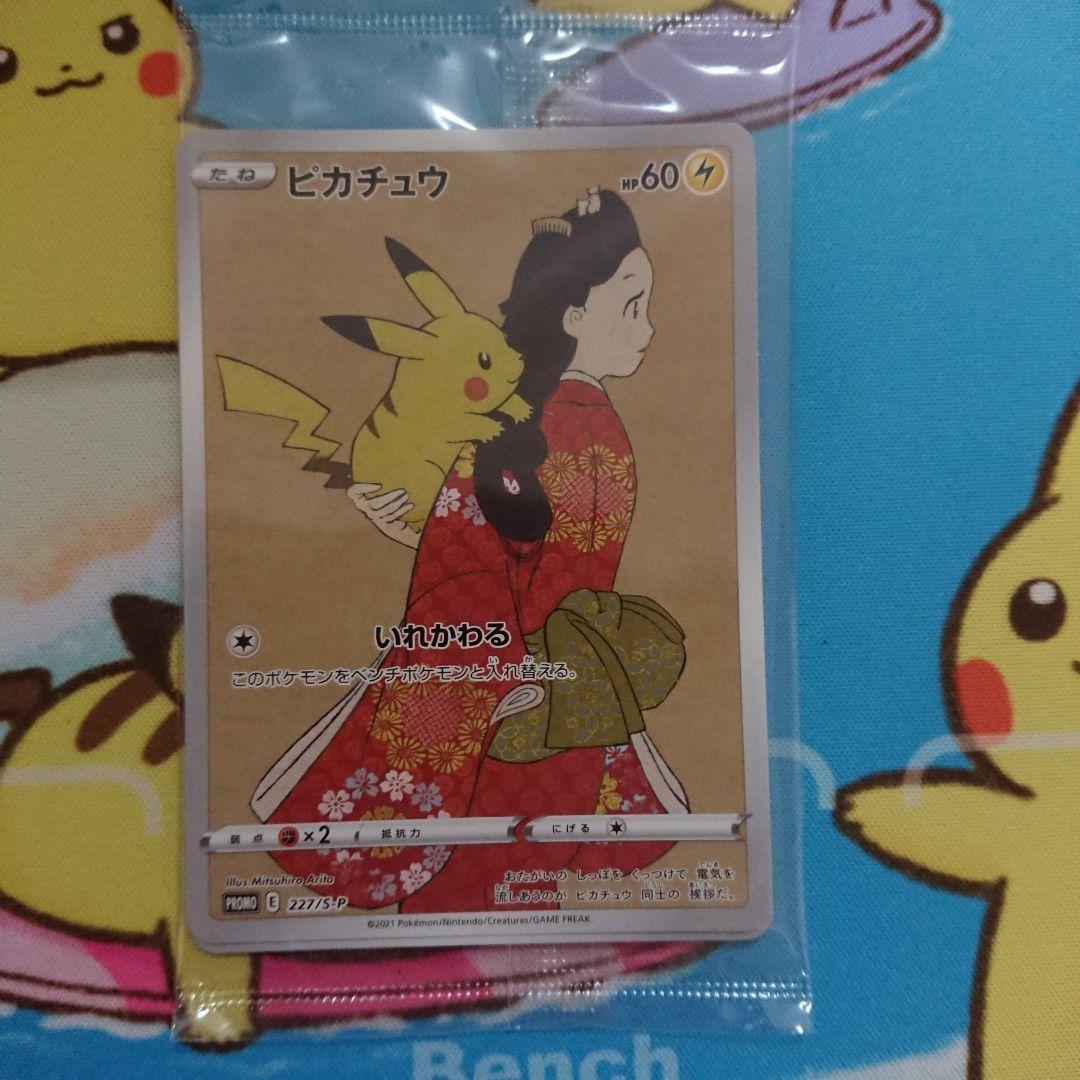 たね ピカチュウ HP60
いれかわる
このポケモンをベンチポケモンと入れ替える。
弱点 ×2 抵抗力 にげる
Illus. Mitsuhiro Arita
おたがいの しっぽを くっつけて 電気を
流しあうのが ピカチュウ 同士の 挨拶だ。
PROMO E 227/S-P
©2021 Pokémon/Nintendo/Creatures/GAME FREAK.
Bench